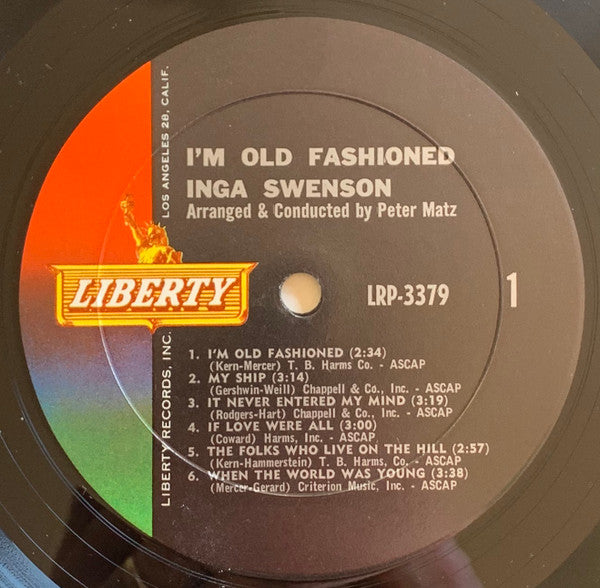 I'M OLD FASHIONED
INGA SWENSON
Arranged & Conducted by Peter Matz
LIBERTY
LRP-3379
1
1. I'M OLD FASHIONED (2:34)
(Kern-Mercer) T. B. Harms Co. - ASCAP
2. MY SHIP (3:14)
(Gershwin-Weill) Chappell & Co., Inc. - ASCAP
3. IT NEVER ENTERED MY MIND (3:19)
(Rodgers-Hart) Chappell & Co., Inc. - ASCAP
4. IF LOVE WERE ALL (3:00)
(Coward) Harms, Inc. - ASCAP
5. THE FOLKS WHO LIVE ON THE HILL (2:57)
(Kern-Hammerstein) T. B. Harms, Co. - ASCAP
6. WHEN THE WORLD WAS YOUNG (3:38)
(Mercer-Gerard) Criterion Music, Inc. - ASCAP
LIBERTY RECORDS, INC. LOS ANGELES 28, CALIF.